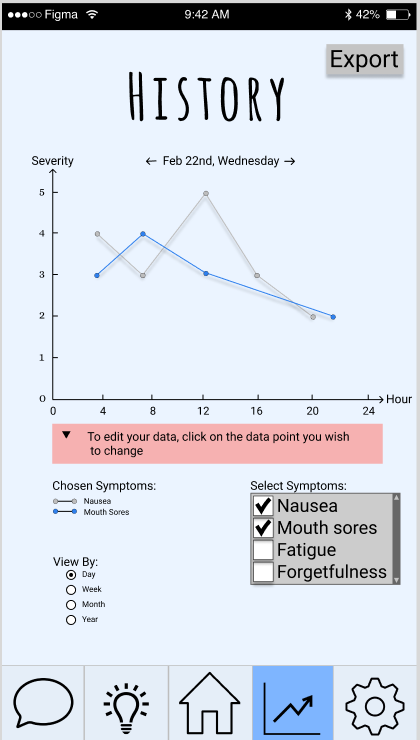 Figma 9:42 AM 42%
Export
HISTORY
Severity ← Feb 22nd, Wednesday →
5
4
3
2
1
0
Hour
0 4 8 12 16 20 24
▼ To edit your data, click on the data point you wish
to change
Chosen Symptoms:
Nausea
Mouth Sores
Select Symptoms:
Nausea
Mouth sores
Fatigue
Forgetfulness
View By:
Day
Week
Month
Year